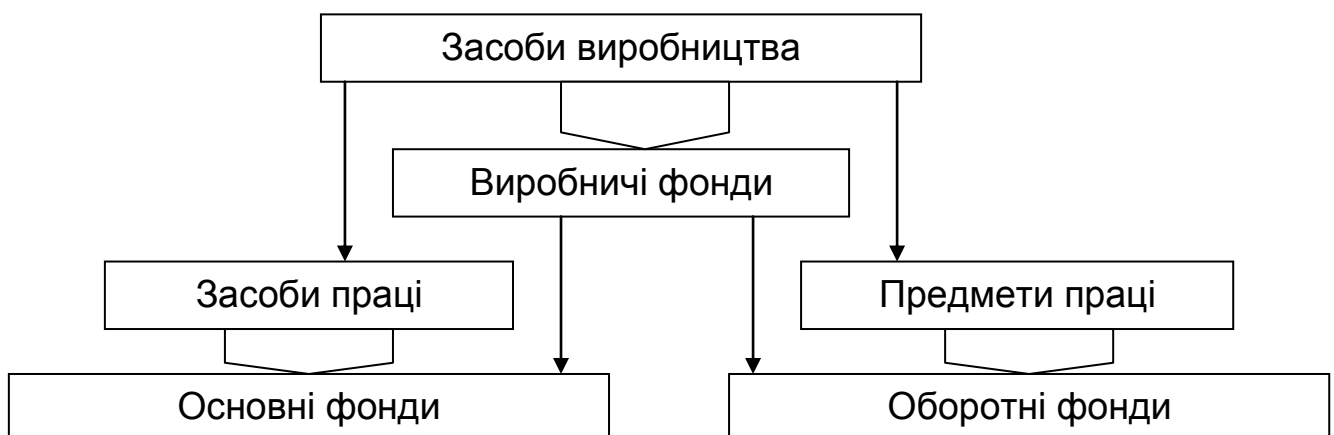 Засоби виробництва
Виробничі фонди
Засоби праці
Предмети праці
Основні фонди
Оборотні фонди